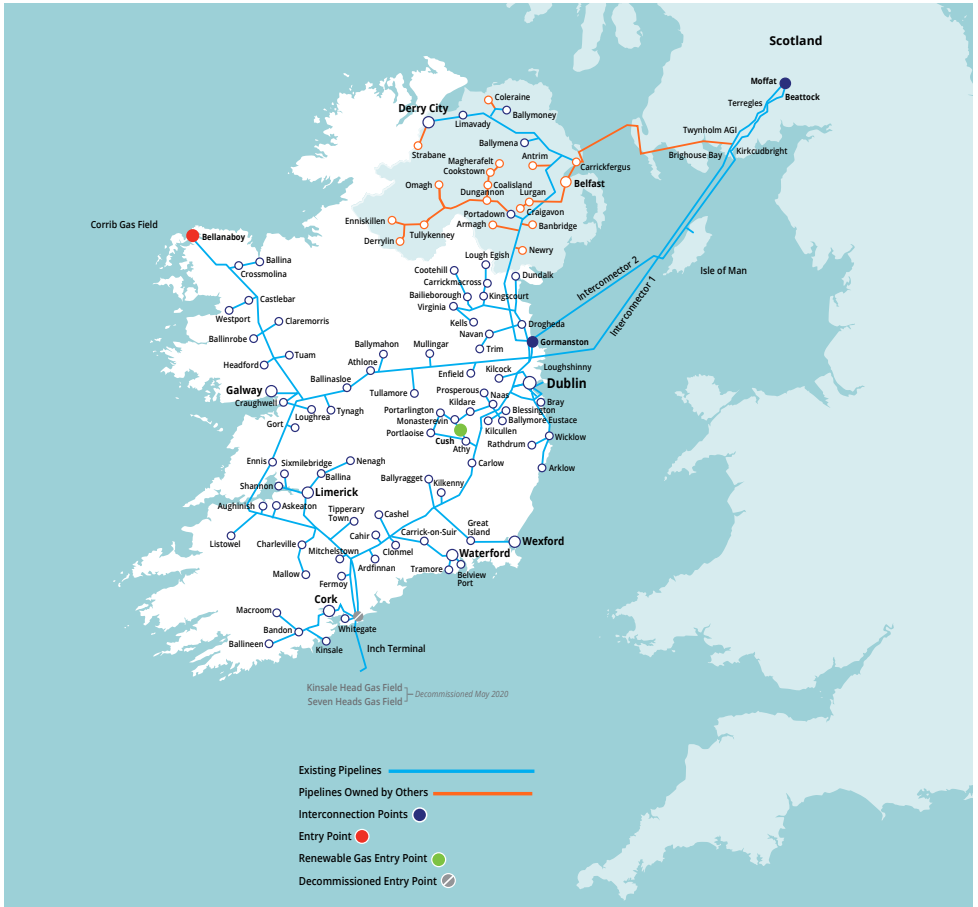 Scotland
Moffat
Beattock
Terregles
Coleraine
Derry City
Ballymoney
Limavady
Twynholm AGI
Ballymena
Kirkcudbright
Strabane
Brighouse Bay
Antrim
Magherafelt
Carrickfergus
Cookstown
Omagh
Coalisland
Belfast
Dungannon
Lurgan
Portadown
Craigavon
Enniskillen
Armagh
Banbridge
Corrib Gas Field
Tullykenney
Bellanaboy
Derrylin
Newry
Lough Egish
Ballina
Cootehill
Crossmolina
Dundalk
Isle of Man
Carrickmacross
Interconnector 2
Bailieborough
Kingscourt
Castlebar
Virginia
Interconnector 1
Westport
Claremorris
Kells
Drogheda
Navan
Ballinrobe
Ballymahon
Mullingar
Gormanston
Trim
Tuam
Athlone
Headford
Enfield
Kilcock
Loughshinny
Ballinasloe
Dublin
Galway
Tullamore
Prosperous
Naas
Craughwell
Kildare
Bray
Loughrea
Tynagh
Portarlington
Blessington
Gort
Monasterevin
Ballymore Eustace
Portlaoise
Kilcullen
Cush
Wicklow
Athy
Rathdrum
Ennis
Sixmilebridge
Nenagh
Carlow
Arklow
Ballina
Ballyragget
Kilkenny
Shannon
Limerick
Aughinish
Askeaton
Tipperary
Town
Cashel
Great
Island
Listowel
Cahir
Carrick-on-Suir
Wexford
Charleville
Mitchelstown
Clonmel
Waterford
Ardfinnan
Mallow
Tramore
Belview
Port
Fermoy
Cork
Macroom
Whitegate
Bandon
Ballineen
Kinsale
Inch Terminal
Kinsale Head Gas Field
Decommissioned May 2020
Seven Heads Gas Field
Existing Pipelines
Pipelines Owned by Others
Interconnection Points
Entry Point
Renewable Gas Entry Point
Decommissioned Entry Point